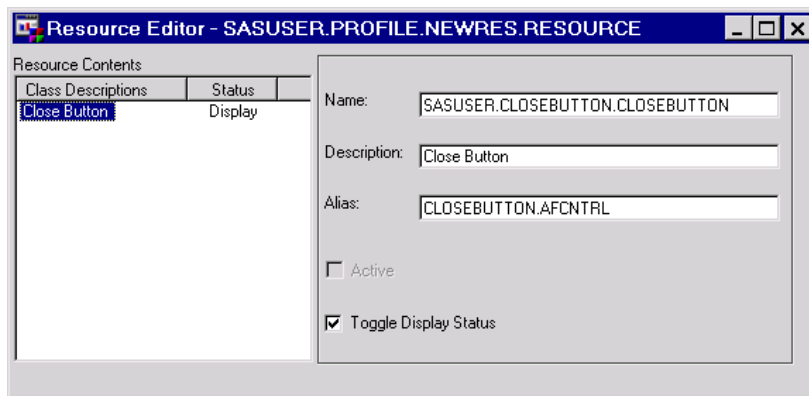 Resource Editor - SASUSER.PROFILE.NEWRES.RESOURCE
Resource Contents
Class Descriptions Status
Close Button Display
Name: SASUSER.CLOSEBUTTON.CLOSEBUTTON
Description: Close Button
Alias: CLOSEBUTTON.AFCNTRL
Active
Toggle Display Status